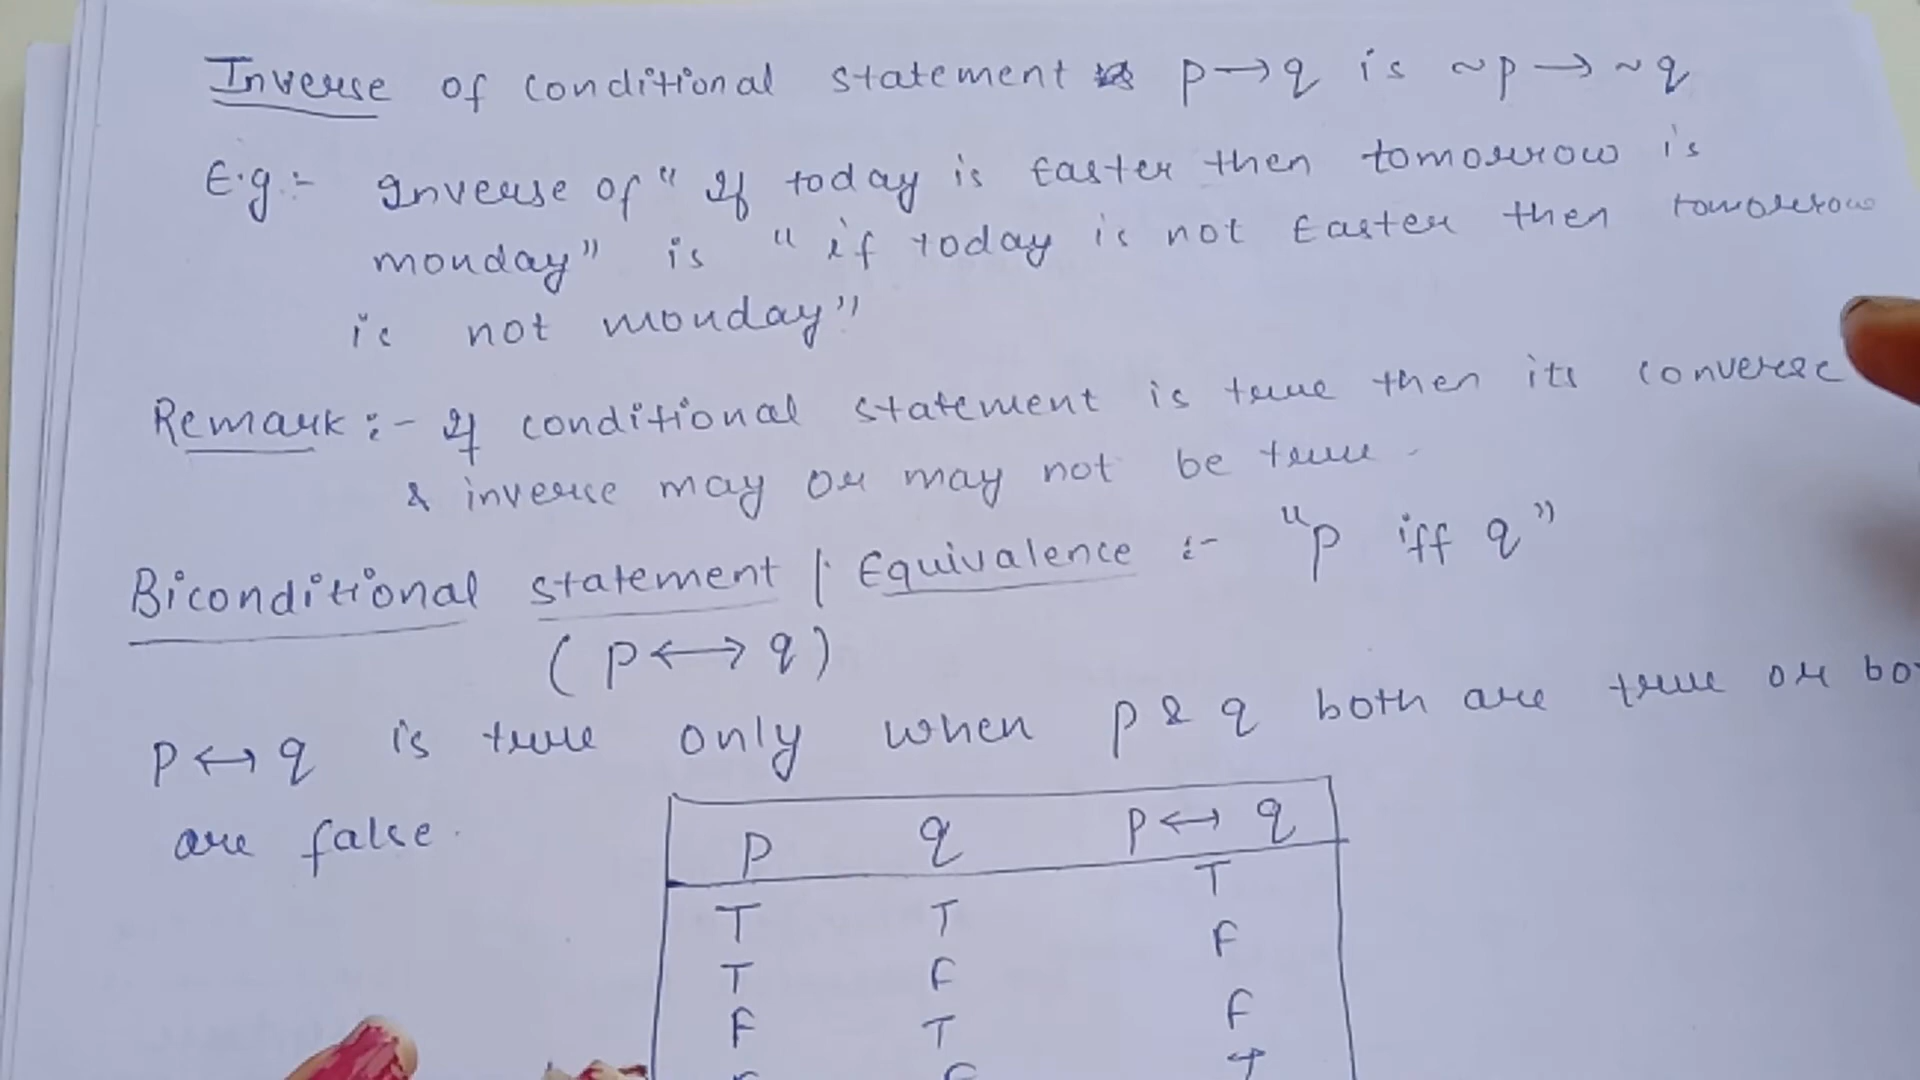 Inverse of conditional statement p→q is ~p→~q
E.g:- Inverse of "If today is Easter then tomorrow is
monday" is "if today is not Easter then tomorrow
is not monday"
Remark:- If conditional statement is true then its converse
& inverse may or may not be true.
Biconditional statement / Equivalence :- "p iff q"
(p↔q)
p↔q is true only when p & q both are true or bo
are false.
p q p↔q
T T T
T F F
F T F
F F T